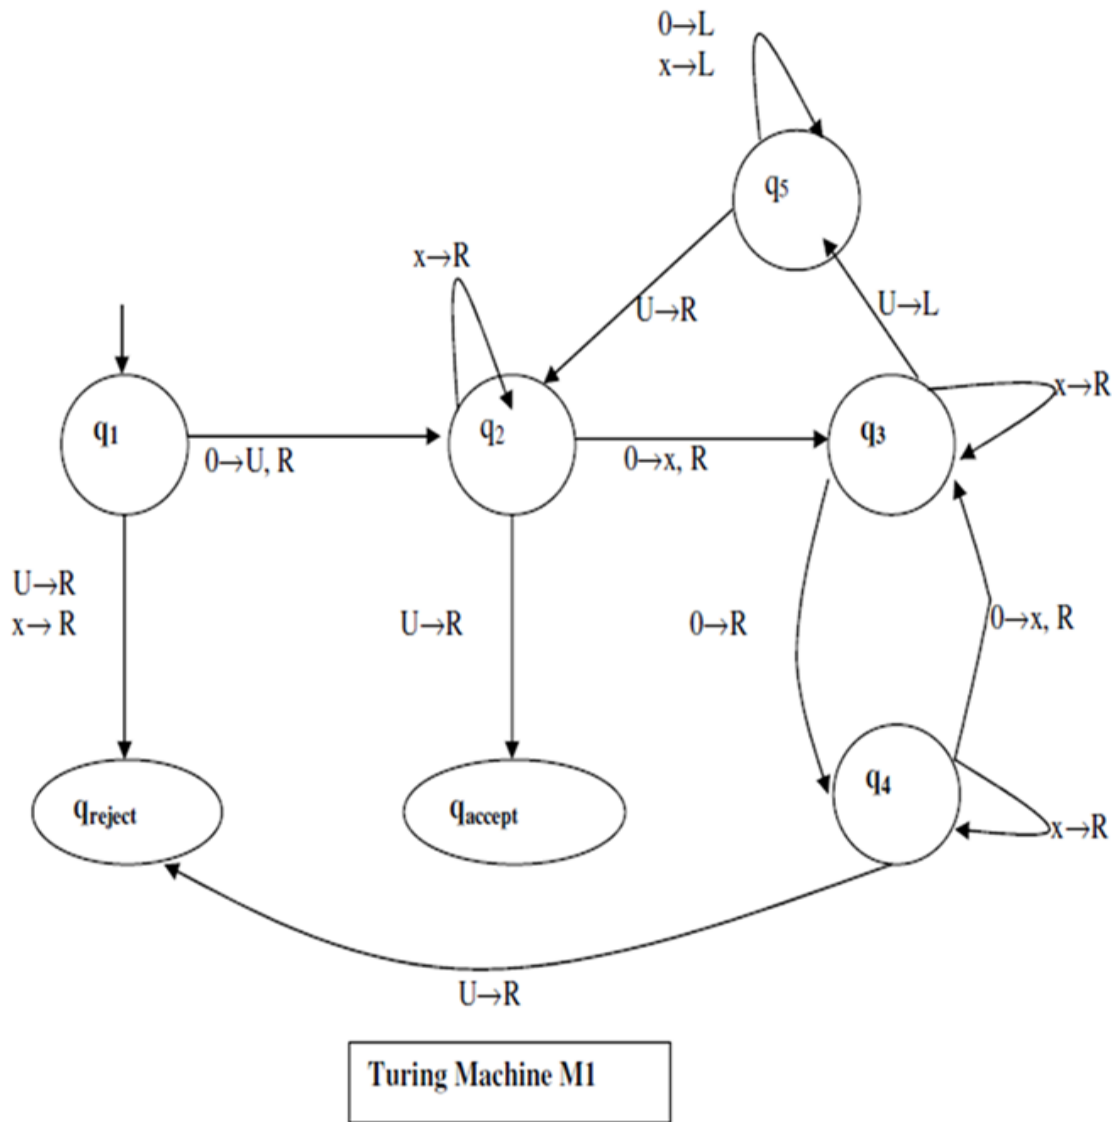 0→L
x→L
q5
x→R
U→R
U→L
x→R
q1
q2
q3
0→U, R
0→x, R
U→R
x→ R
U→R
0→R
0→x, R
qreject
qaccept
q4
x→R
U→R
Turing Machine M1